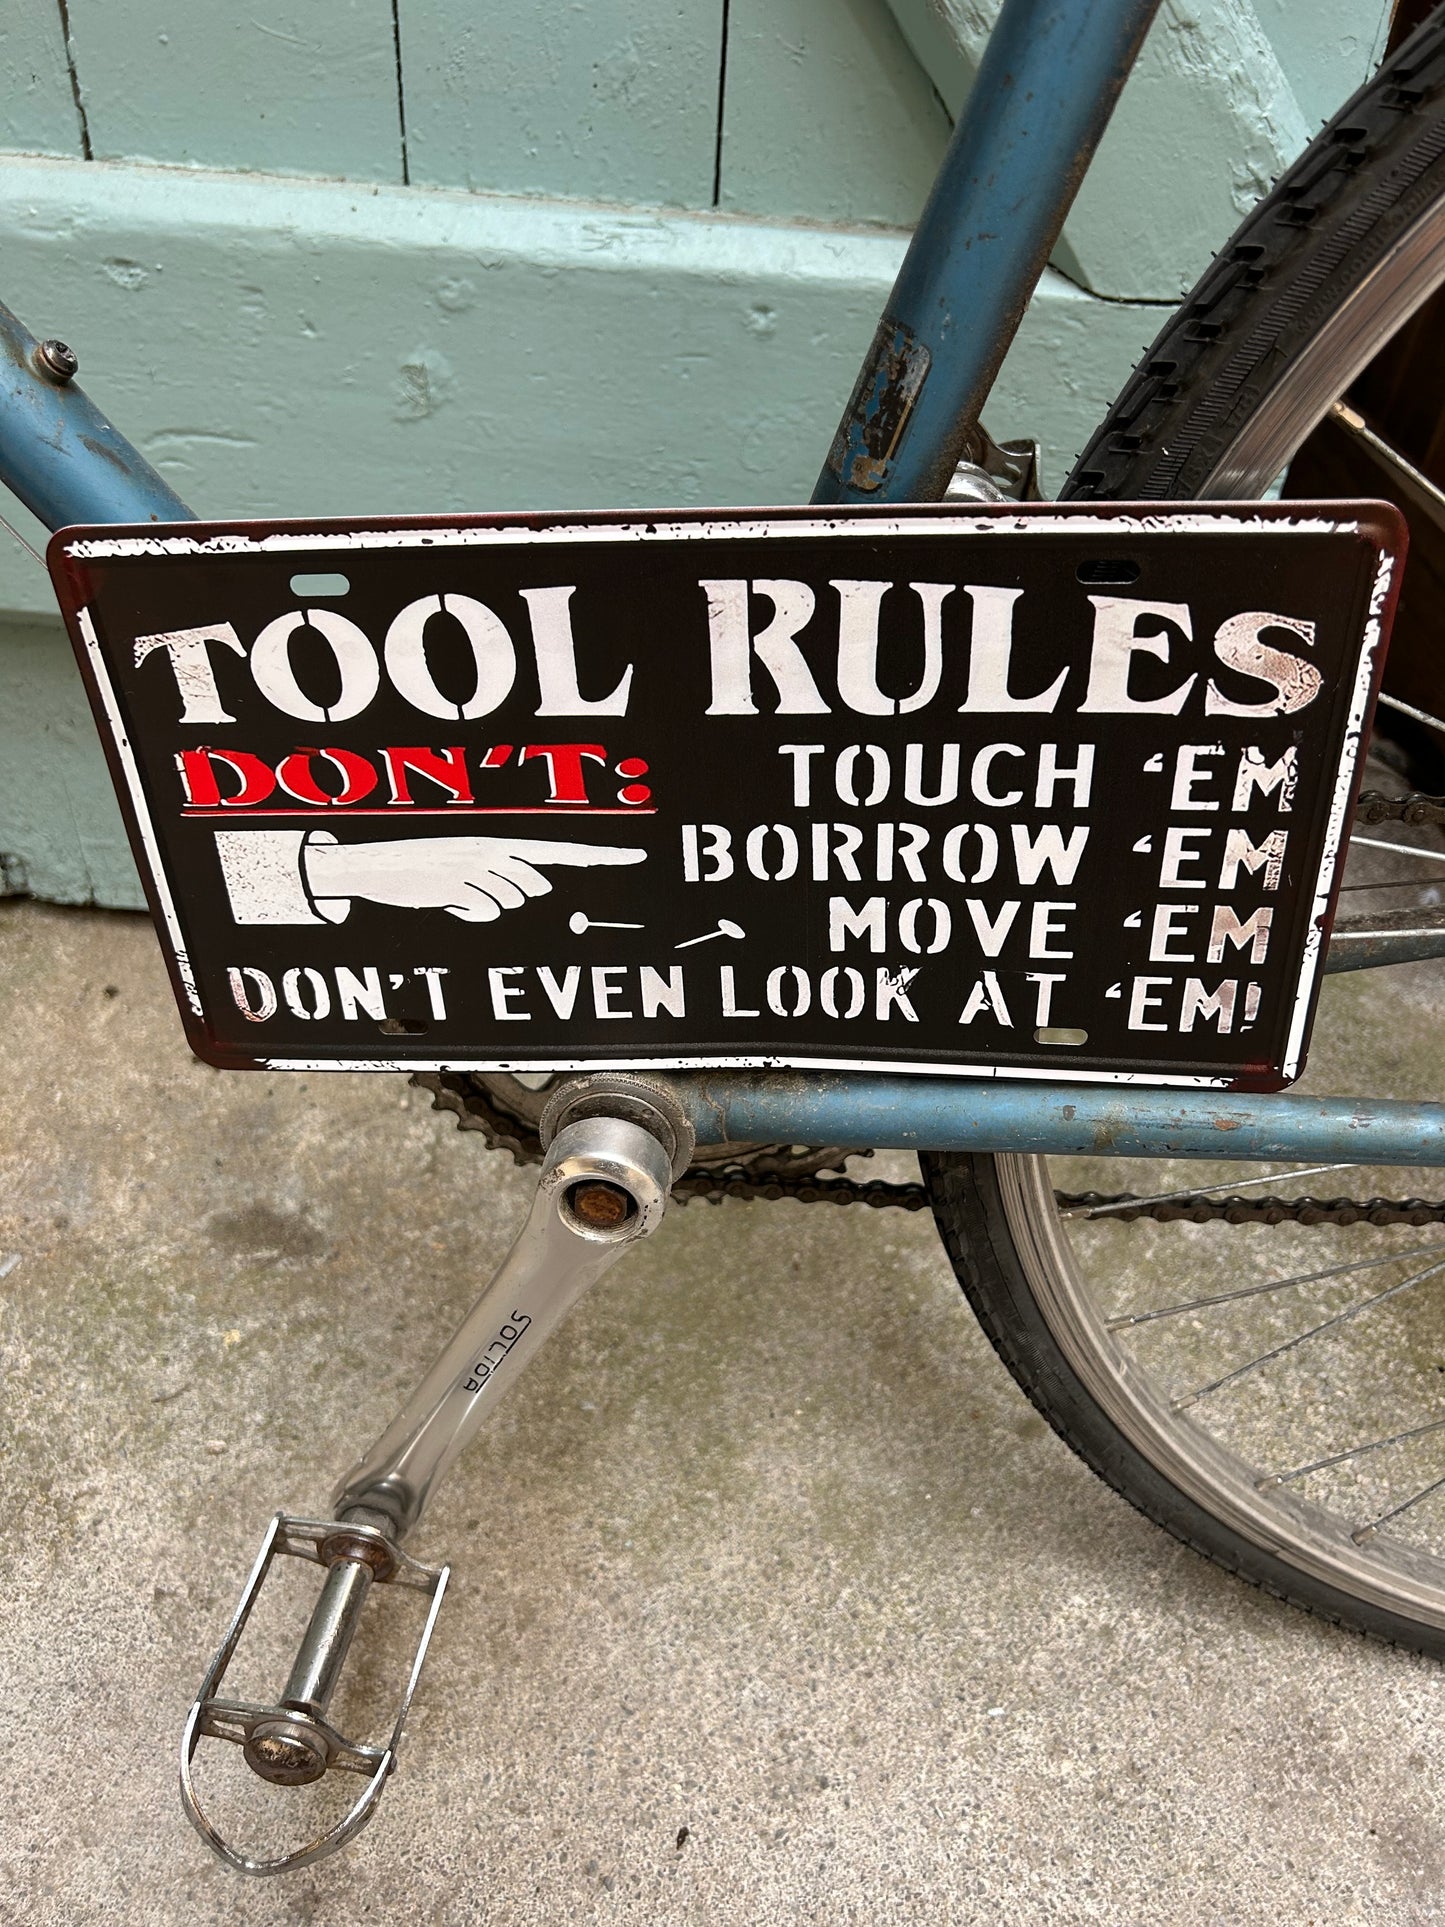 TOOL RULES
DON'T: TOUCH 'EM
BORROW 'EM
MOVE 'EM
DON'T EVEN LOOK AT 'EM!
SOLIDA